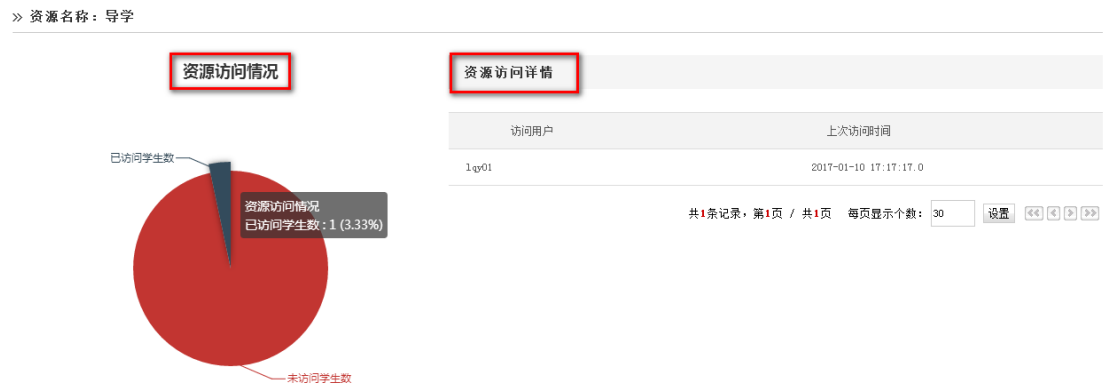 » 资源名称：导学
资源访问情况
已访问学生数
资源访问情况
已访问学生数 : 1 (3.33%)
未访问学生数
资源访问详情
访问用户 上次访问时间
lqy01 2017-01-10 17:17:17.0
共1条记录，第1页 / 共1页 每页显示个数： 30 设置